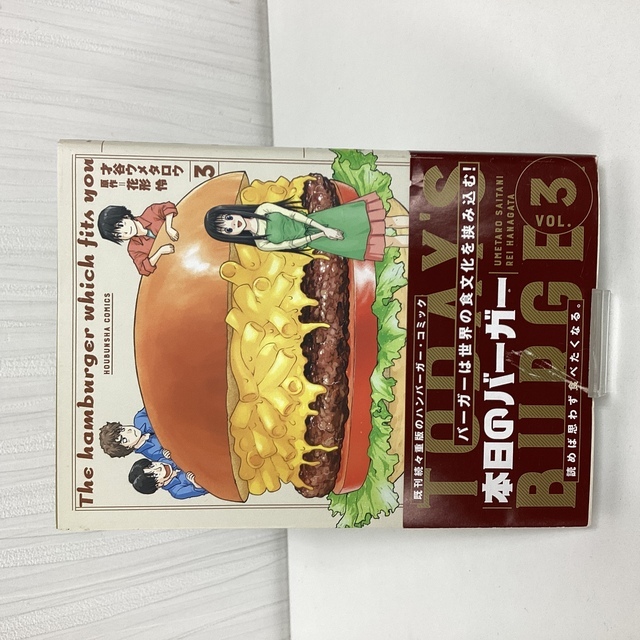 The hamburger which fits you
HOUBUNSHA COMICS
才谷ウメタロウ
原作=花形 怜
3
既刊続々重版のハンバーガー・コミック
バーガーは世界の食文化を挟み込む!
TODAY'S
本日のバーガー
UMETARO SAITANI
REI HANAGATA
BURGE
VOL.3
読めば思わず食べたくなる。